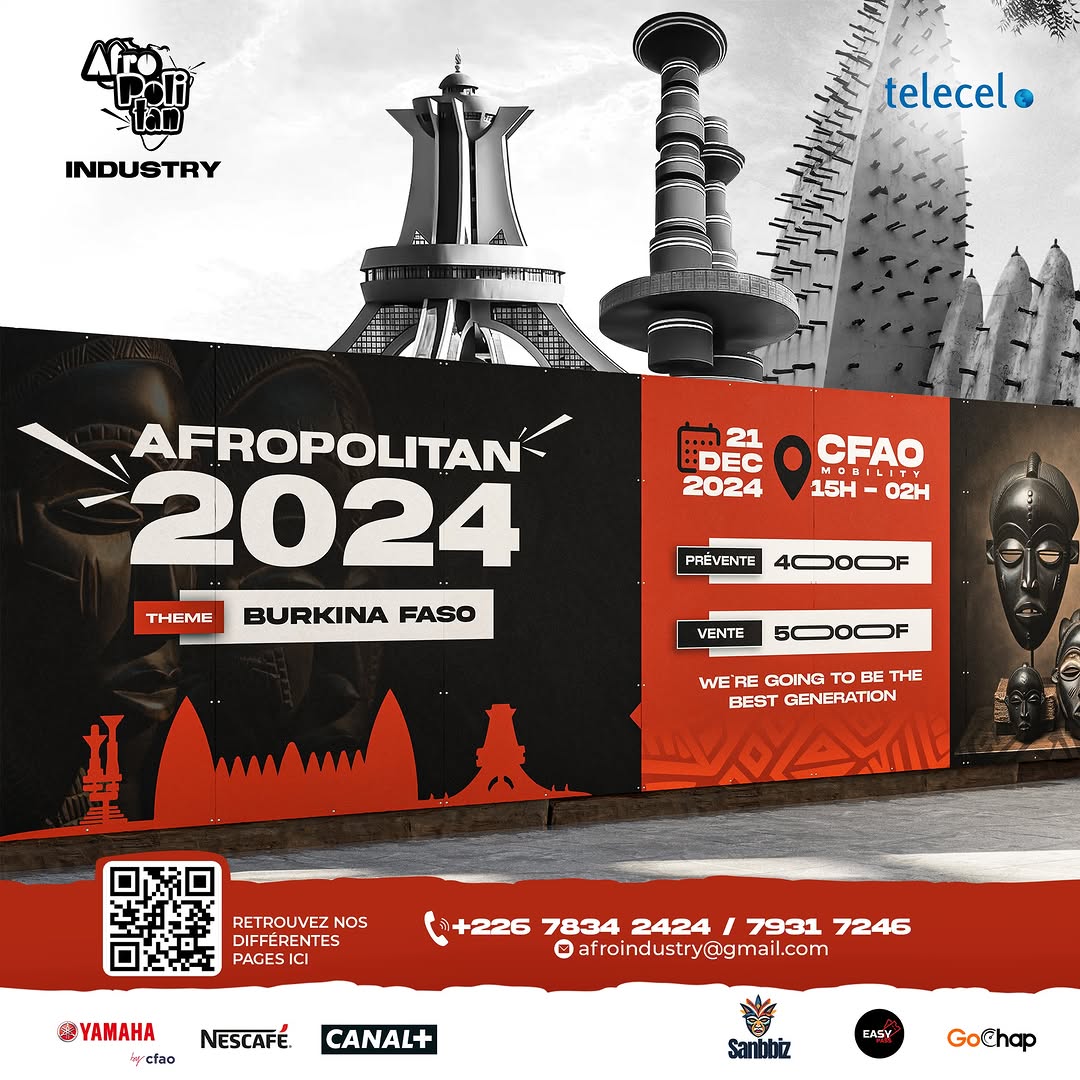 Afro
Poli
tan
INDUSTRY
telecel
AFROPOLITAN
2024
THEME BURKINA FASO
21
DEC
2024
CFAO
MOBILITY
15H - 02H
PRÉVENTE 4000F
VENTE 5000F
WE`RE GOING TO BE THE
BEST GENERATION
RETROUVEZ NOS
DIFFÉRENTES
PAGES ICI
+226 7834 2424 / 7931 7246
afroindustry@gmail.com
YAMAHA
by cfao
NESCAFÉ.
CANAL+
Sanbbiz
EASY
PASS
GoChap